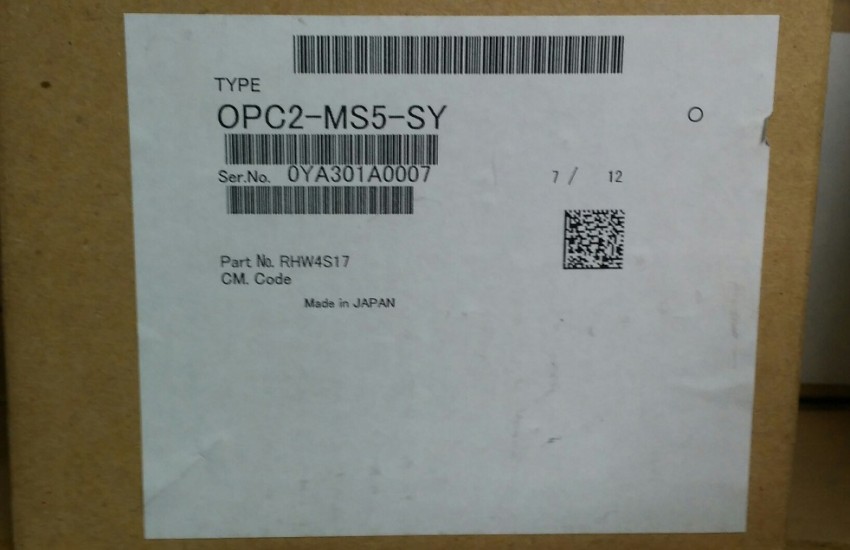 TYPE
OPC2-MS5-SY
Ser.No. 0YA301A0007 7 / 12
Part №. RHW4S17
CM. Code
Made in JAPAN